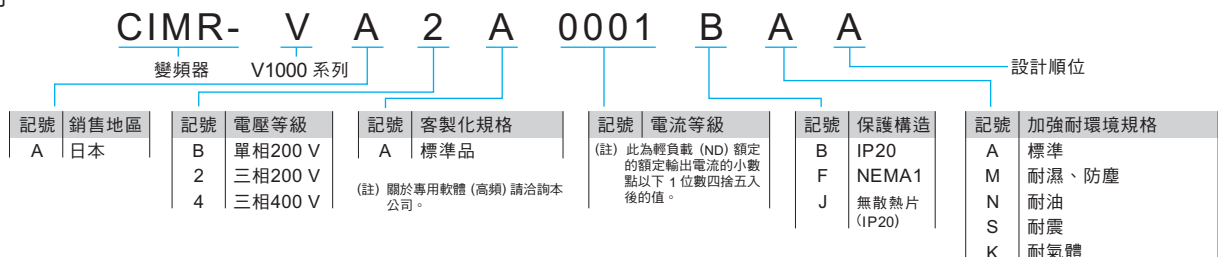 CIMR- V A 2 A 0001 B A A
變頻器
V1000 系列
設計順位
記號 銷售地區
A 日本
記號 電壓等級
B 單相200 V
2 三相200 V
4 三相400 V
記號 客製化規格
A 標準品
(註) 關於專用軟體 (高頻) 請洽詢本
公司。
記號 電流等級
(註) 此為輕負載 (ND) 額定
的額定輸出電流的小數
點以下 1 位數四捨五入
後的值。
記號 保護構造
B IP20
F NEMA1
J 無散熱片
(IP20)
記號 加強耐環境規格
A 標準
M 耐濕、防塵
N 耐油
S 耐震
K 耐氣體